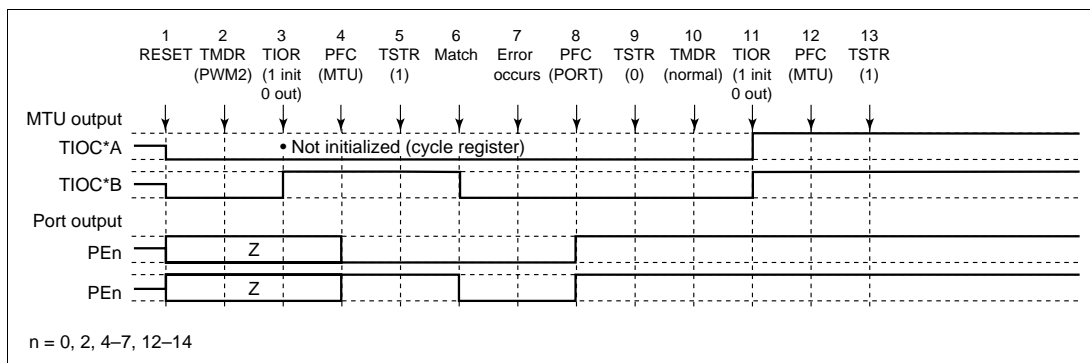 1 2 3 4 5 6 7 8 9 10 11 12 13
RESET TMDR TIOR PFC TSTR Match Error PFC TSTR TMDR TIOR PFC TSTR
(PWM2) (1 init (MTU) (1) occurs (PORT) (0) (normal) (1 init (MTU) (1)
0 out) 0 out)
MTU output
TIOC*A • Not initialized (cycle register)
TIOC*B
Port output
PEn Z
PEn Z
n = 0, 2, 4–7, 12–14